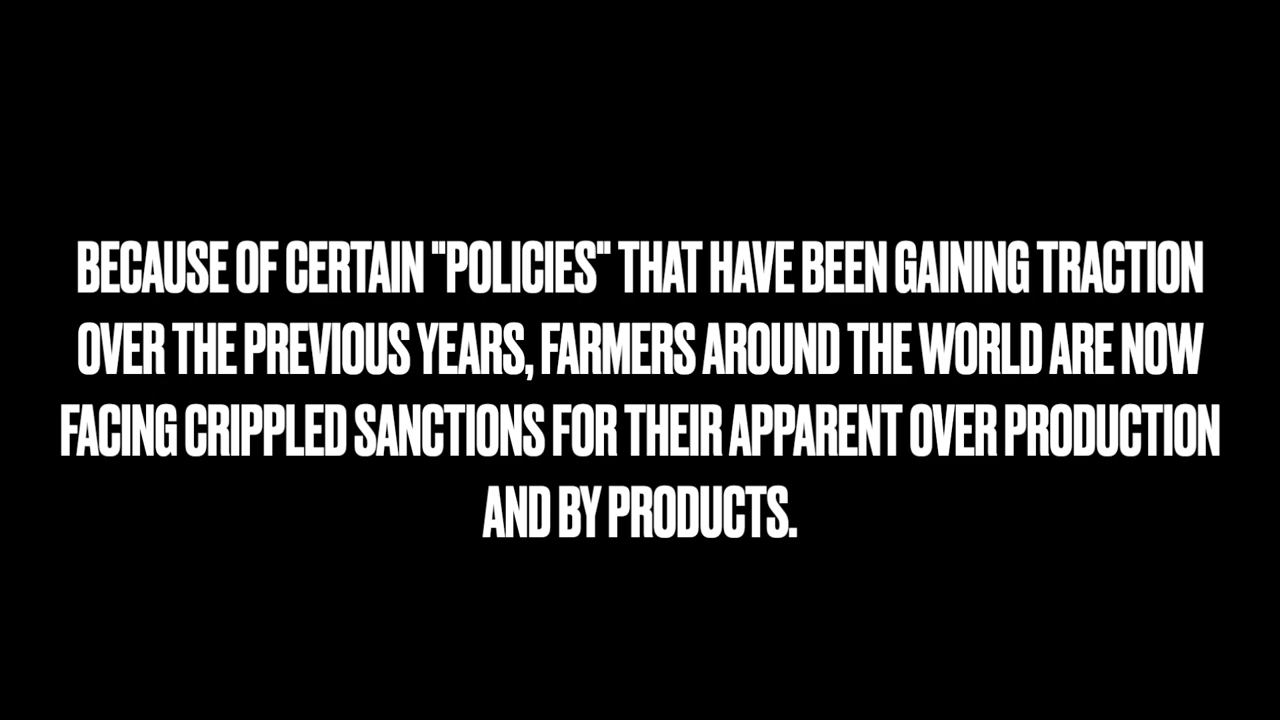 BECAUSE OF CERTAIN "POLICIES" THAT HAVE BEEN GAINING TRACTION
OVER THE PREVIOUS YEARS, FARMERS AROUND THE WORLD ARE NOW
FACING CRIPPLED SANCTIONS FOR THEIR APPARENT OVER PRODUCTION
AND BY PRODUCTS.